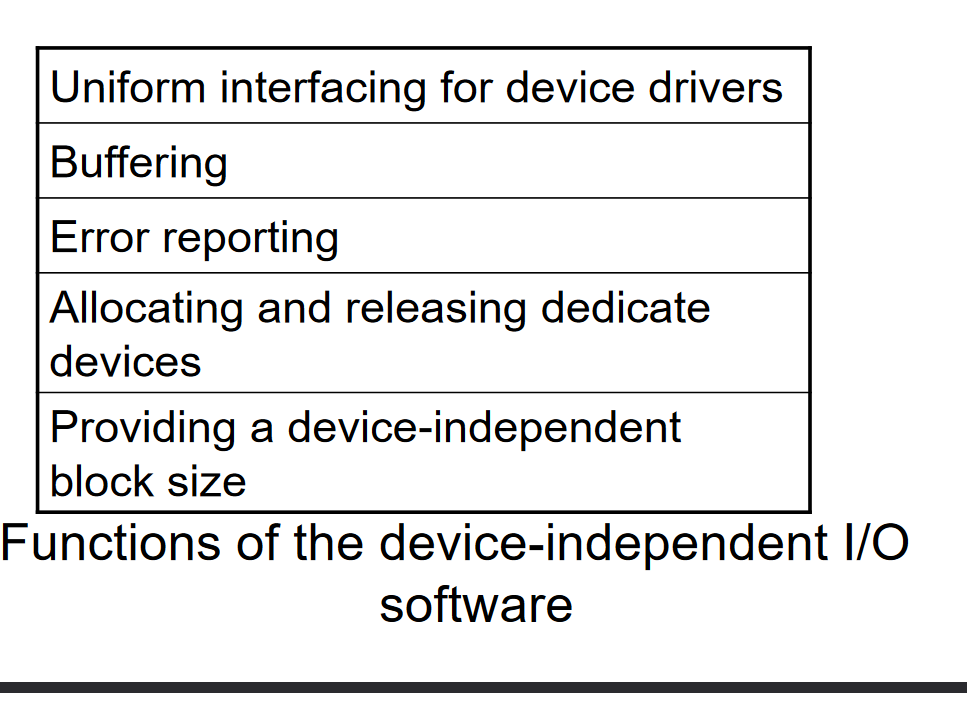 Uniform interfacing for device drivers
Buffering
Error reporting
Allocating and releasing dedicate
devices
Providing a device-independent
block size
Functions of the device-independent I/O
software